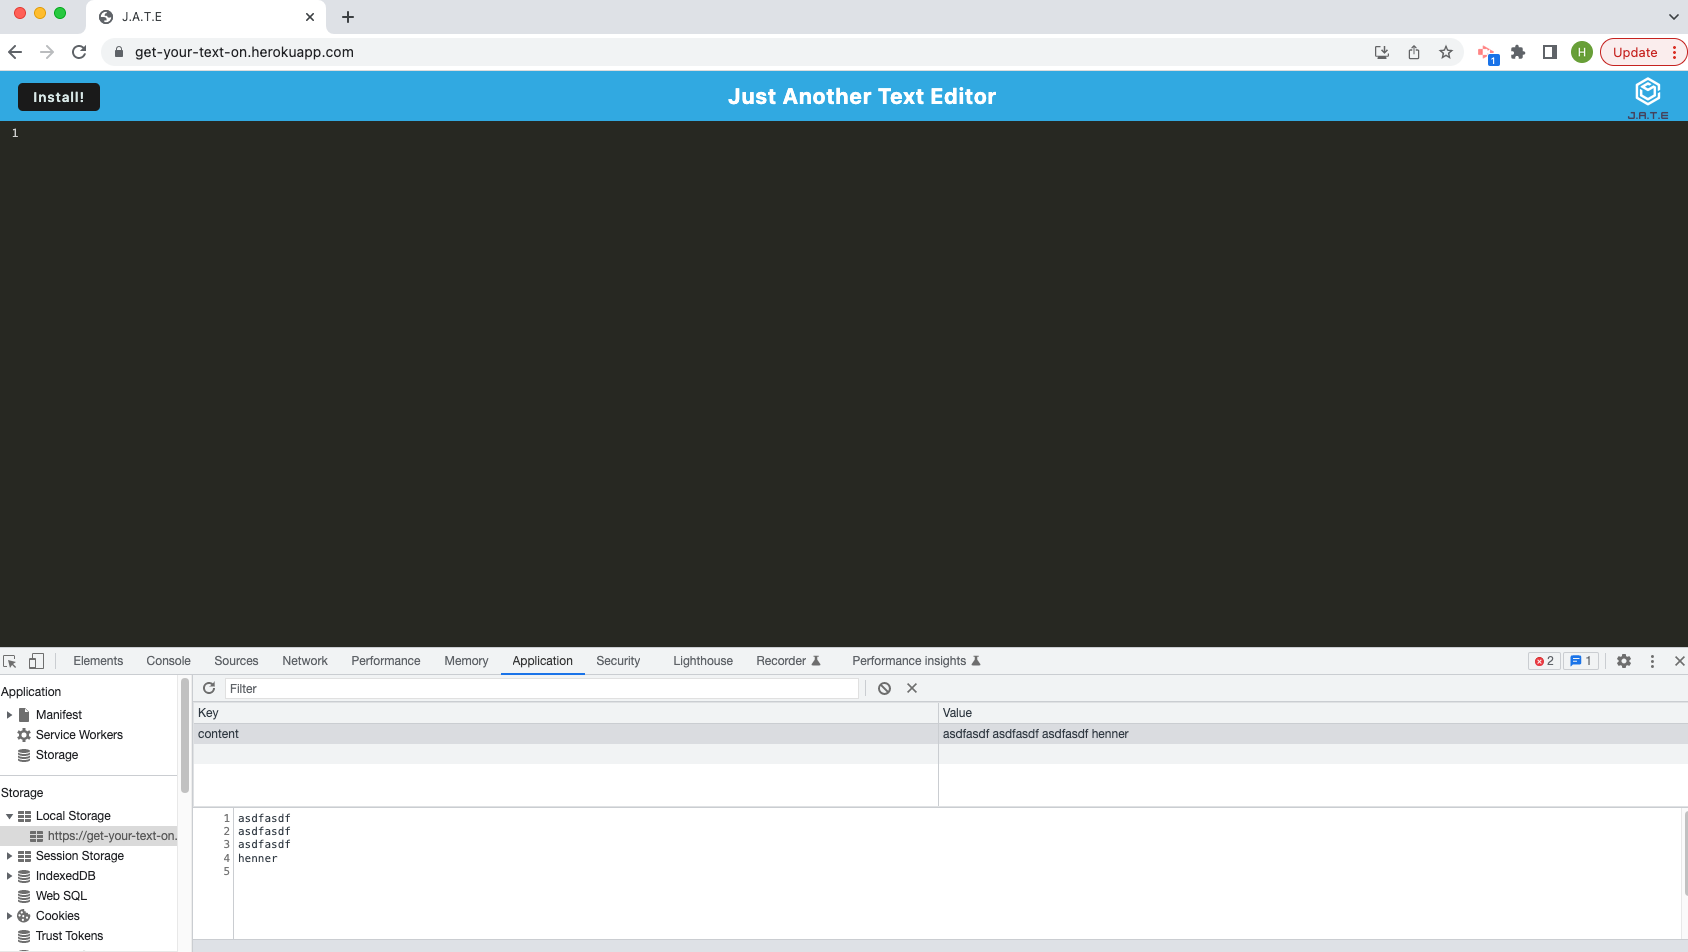 J.A.T.E
get-your-text-on.herokuapp.com
1
H
Update
Install!
Just Another Text Editor
J.A.T.E
1
Elements Console Sources Network Performance Memory Application Security Lighthouse Recorder Performance insights
2
1
Application
Manifest
Service Workers
Storage
Storage
Local Storage
https://get-your-text-on.
Session Storage
IndexedDB
Web SQL
Cookies
Trust Tokens
Filter
Key Value
content asdfasdf asdfasdf asdfasdf henner
1 asdfasdf
2 asdfasdf
3 asdfasdf
4 henner
5